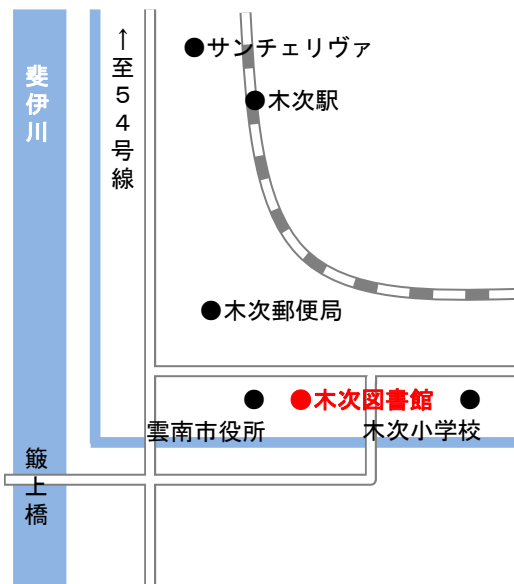 斐伊川
↑至５４号線
サンチェリヴァ
木次駅
木次郵便局
木次図書館
雲南市役所
木次小学校
簸上橋